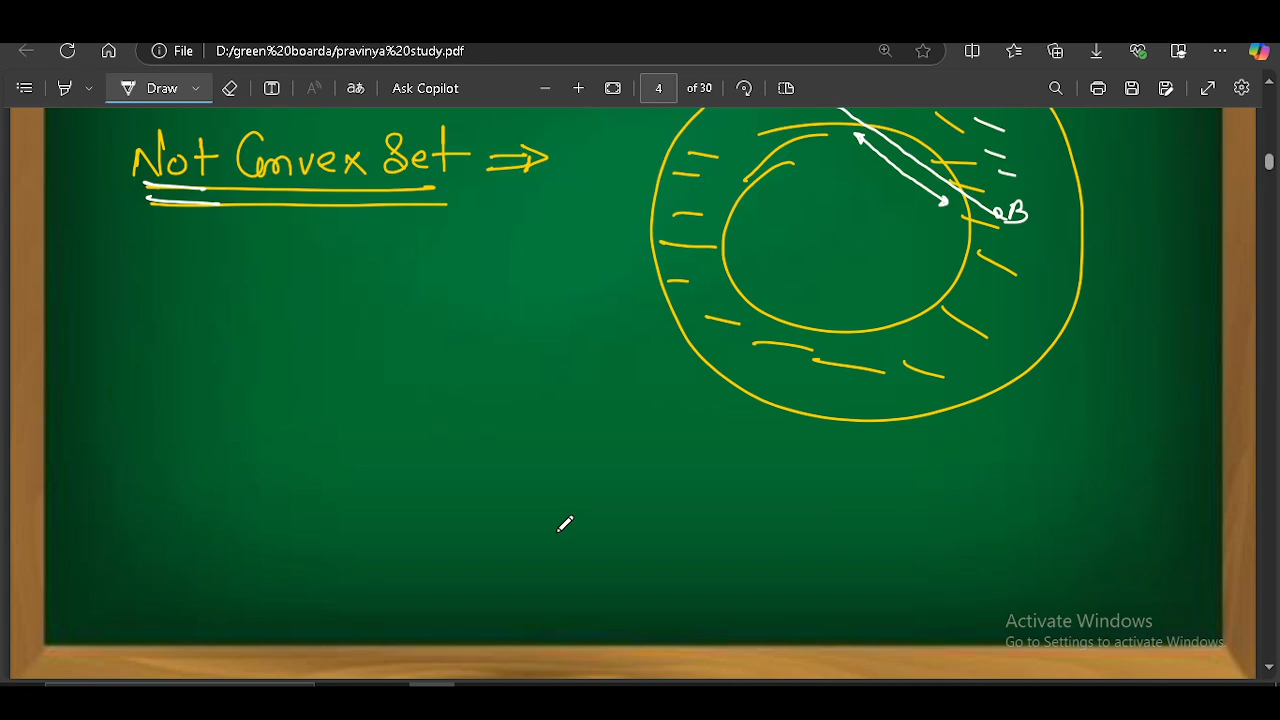 File D:/green%20boarda/pravinya%20study.pdf
Draw Ask Copilot 4 of 30
Not Convex Set ⇒
B
Activate Windows
Go to Settings to activate Windows.